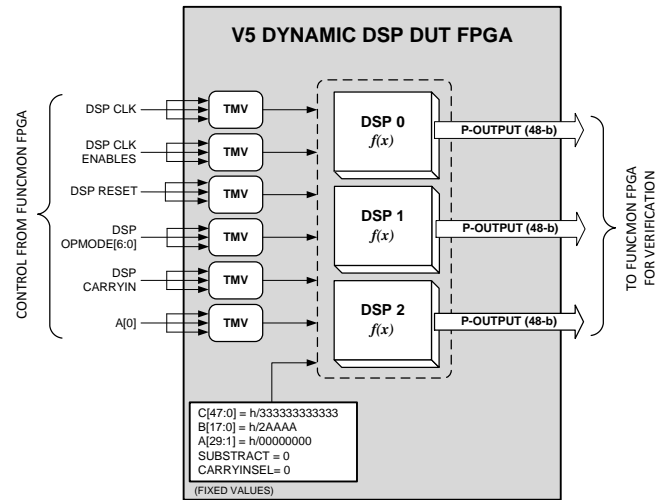 V5 DYNAMIC DSP DUT FPGA
CONTROL FROM FUNCMON FPGA
DSP CLK
TMV
DSP CLK
ENABLES
TMV
DSP RESET
TMV
DSP
OPMODE[6:0]
TMV
DSP
CARRYIN
TMV
A[0]
TMV
DSP 0
f(x)
P-OUTPUT (48-b)
DSP 1
f(x)
P-OUTPUT (48-b)
DSP 2
f(x)
P-OUTPUT (48-b)
TO FUNCMON FPGA
FOR VERIFICATION
C[47:0] = h/333333333333
B[17:0] = h/2AAAA
A[29:1] = h/00000000
SUBSTRACT = 0
CARRYINSEL= 0
(FIXED VALUES)